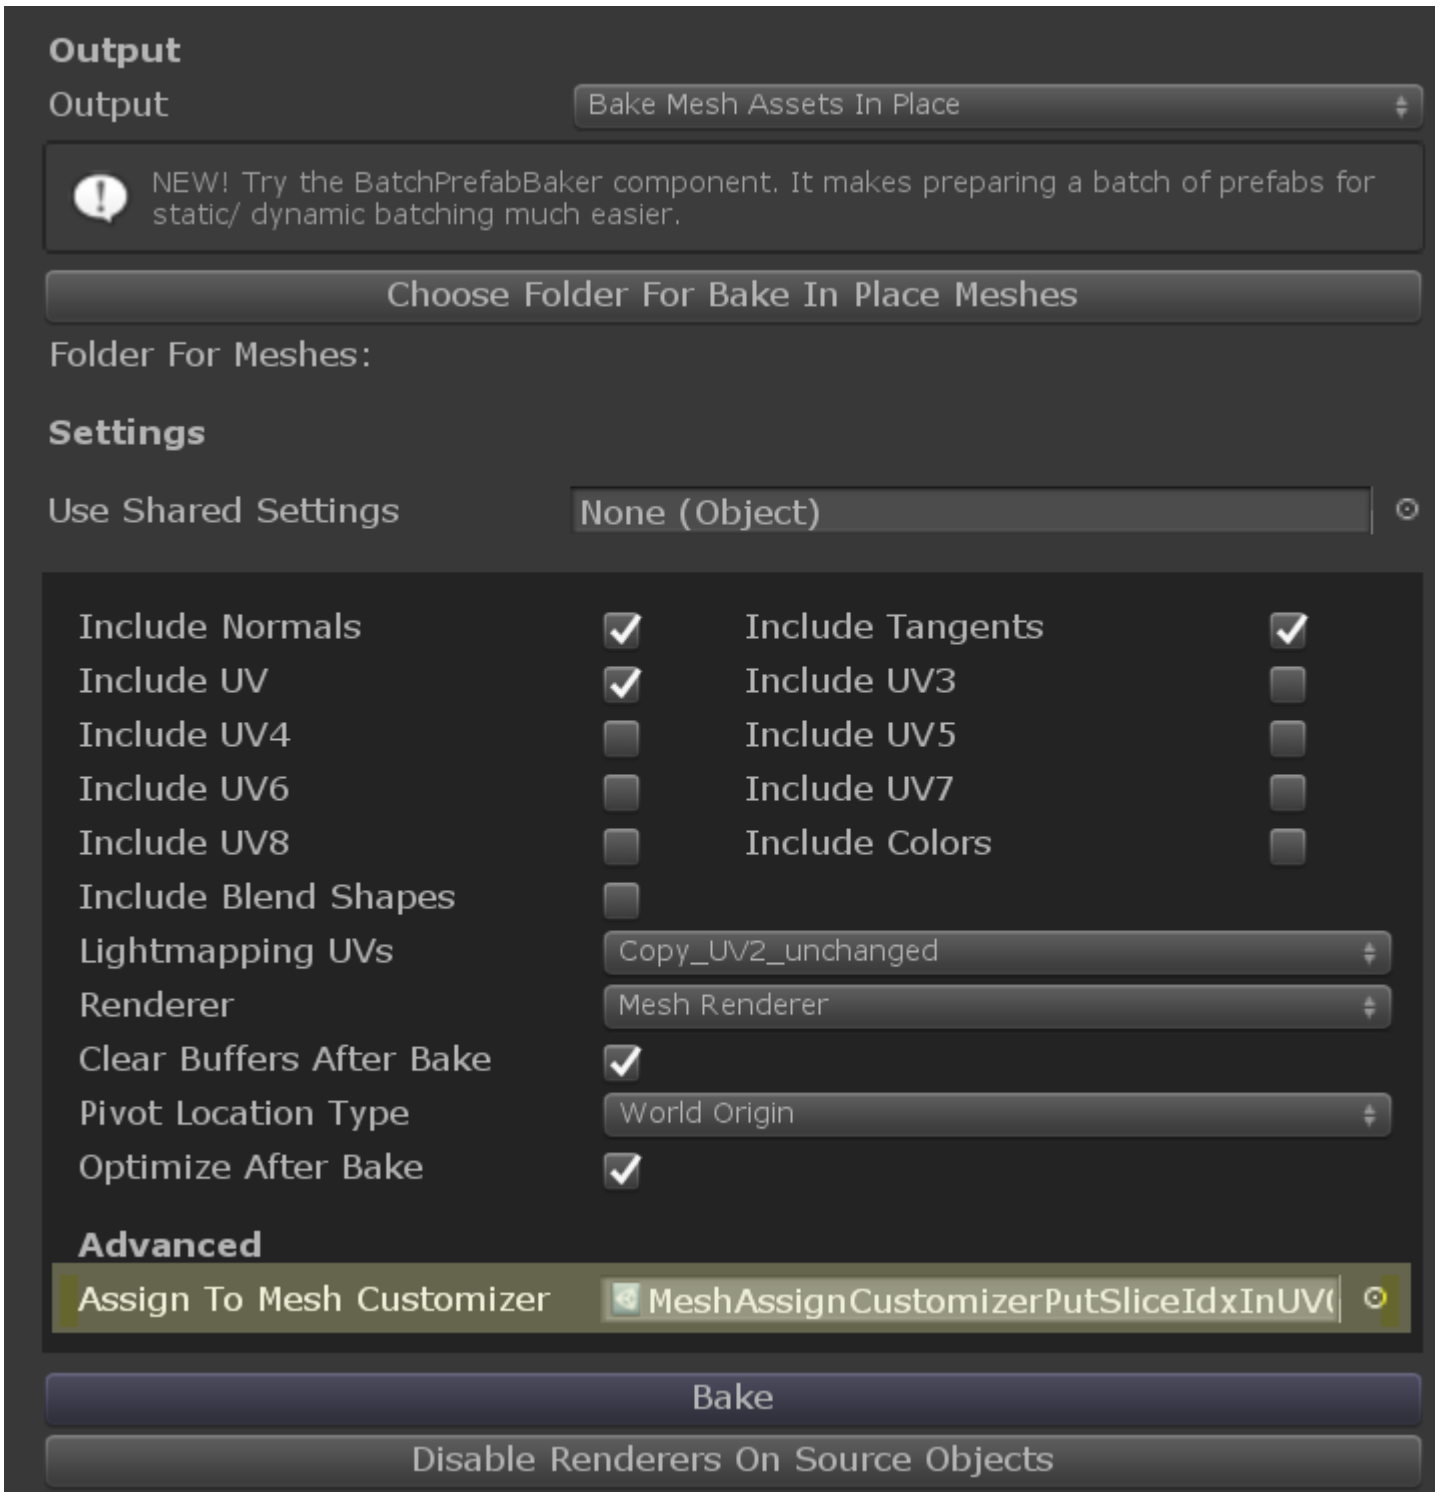 Output
Output Bake Mesh Assets In Place
NEW! Try the BatchPrefabBaker component. It makes preparing a batch of prefabs for
static/ dynamic batching much easier.
Choose Folder For Bake In Place Meshes
Folder For Meshes:
Settings
Use Shared Settings None (Object)
Include Normals Include Tangents
Include UV Include UV3
Include UV4 Include UV5
Include UV6 Include UV7
Include UV8 Include Colors
Include Blend Shapes
Lightmapping UVs Copy_UV2_unchanged
Renderer Mesh Renderer
Clear Buffers After Bake
Pivot Location Type World Origin
Optimize After Bake
Advanced
Assign To Mesh Customizer MeshAssignCustomizerPutSliceIdxInUV(
Bake
Disable Renderers On Source Objects